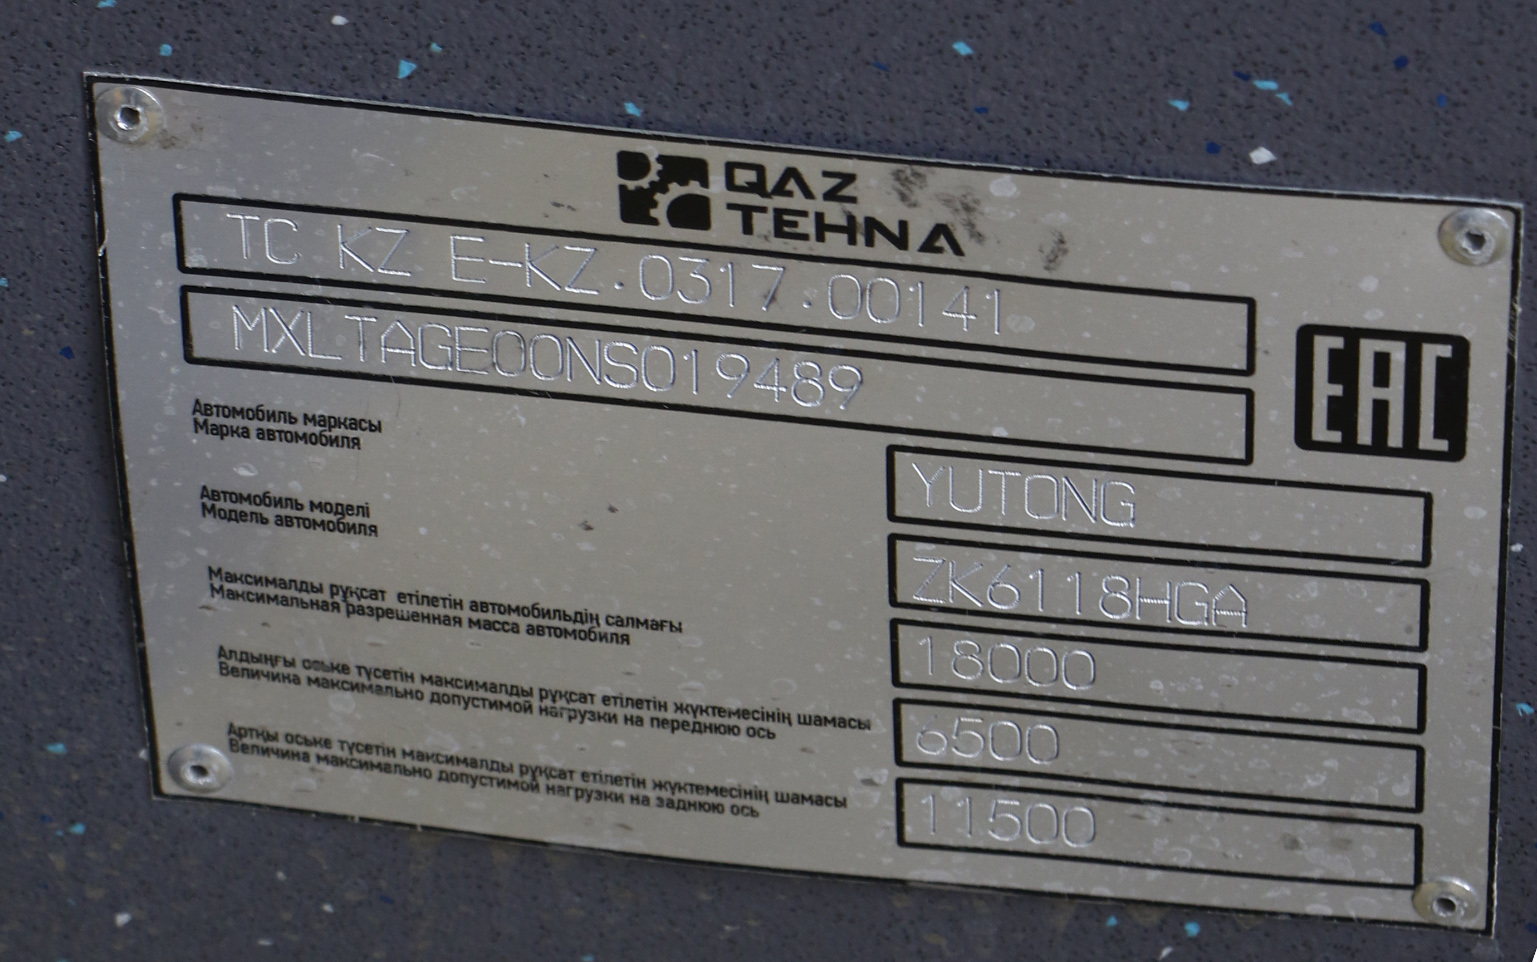 QAZ
TEHNA
TC KZ E-KZ.0317.00141
MXLTAGE00NS019489
EAC
Автомобиль маркасы
Марка автомобиля
YUTONG
Автомобиль моделі
Модель автомобиля
ZK6118HGA
Максималды рұқсат етілетін автомобильдің салмағы
Максимальная разрешенная масса автомобиля
18000
Алдыңғы оське түсетін максималды рұқсат етілетін жүктемесінің шамасы
Величина максимально допустимой нагрузки на переднюю ось
6500
Артқы оське түсетін максималды рұқсат етілетін жүктемесінің шамасы
Величина максимально допустимой нагрузки на заднюю ось
11500